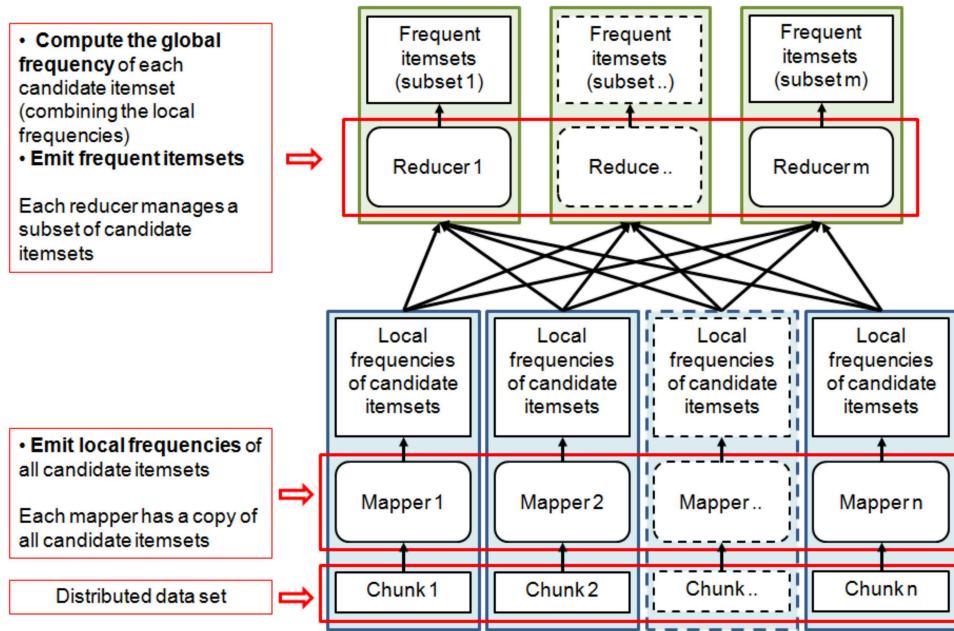 • Compute the global
frequency of each
candidate itemset
(combining the local
frequencies)
• Emit frequent itemsets
Each reducer manages a
subset of candidate
itemsets
Frequent
itemsets
(subset 1)
Frequent
itemsets
(subset ..)
Frequent
itemsets
(subset m)
Reducer 1
Reduce ..
Reducer m
Local
frequencies
of candidate
itemsets
Local
frequencies
of candidate
itemsets
Local
frequencies
of candidate
itemsets
Local
frequencies
of candidate
itemsets
• Emit local frequencies of
all candidate itemsets
Each mapper has a copy of
all candidate itemsets
Mapper 1
Mapper 2
Mapper ..
Mapper n
Distributed data set
Chunk 1
Chunk 2
Chunk ..
Chunk n